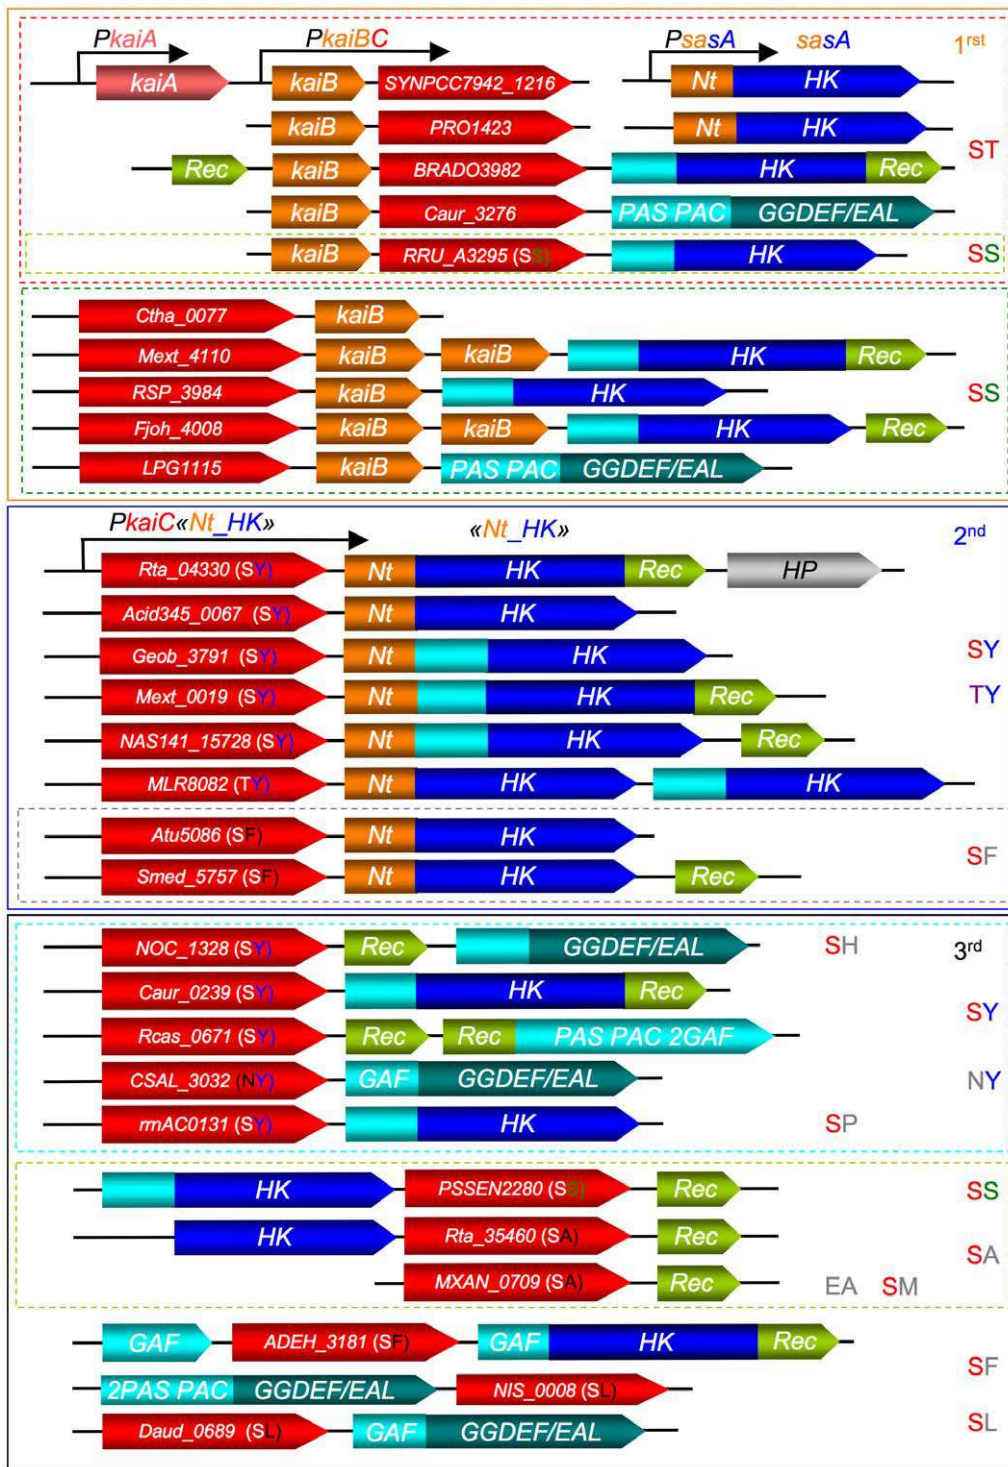 PkaiA PkaiBC PsasA sasA 1rst
kaiA kaiB SYNPCC7942_1216 Nt HK
kaiB PRO1423 Nt HK
ST
Rec kaiB BRADO3982 HK Rec
kaiB Caur_3276 PAS PAC GGDEF/EAL
kaiB RRU_A3295 (SS) HK SS
Ctha_0077 kaiB
Mext_4110 kaiB kaiB HK Rec
RSP_3984 kaiB HK SS
Fjoh_4008 kaiB kaiB HK Rec
LPG1115 kaiB PAS PAC GGDEF/EAL
PkaiC«Nt_HK» «Nt_HK» 2nd
Rta_04330 (SY) Nt HK Rec HP
Acid345_0067 (SY) Nt HK
Geob_3791 (SY) Nt HK SY
Mext_0019 (SY) Nt HK Rec TY
NAS141_15728 (SY) Nt HK Rec
MLR8082 (TY) Nt HK HK
Atu5086 (SF) Nt HK SF
Smed_5757 (SF) Nt HK Rec
NOC_1328 (SY) Rec GGDEF/EAL SH 3rd
Caur_0239 (SY) HK Rec SY
Rcas_0671 (SY) Rec Rec PAS PAC 2GAF
CSAL_3032 (NY) GAF GGDEF/EAL NY
rrnAC0131 (SY) HK SP
HK PSSEN2280 (SS) Rec SS
HK Rta_35460 (SA) Rec SA
MXAN_0709 (SA) Rec EA SM
GAF ADEH_3181 (SF) GAF HK Rec SF
2PAS PAC GGDEF/EAL NIS_0008 (SL)
Daud_0689 (SL) GAF GGDEF/EAL SL